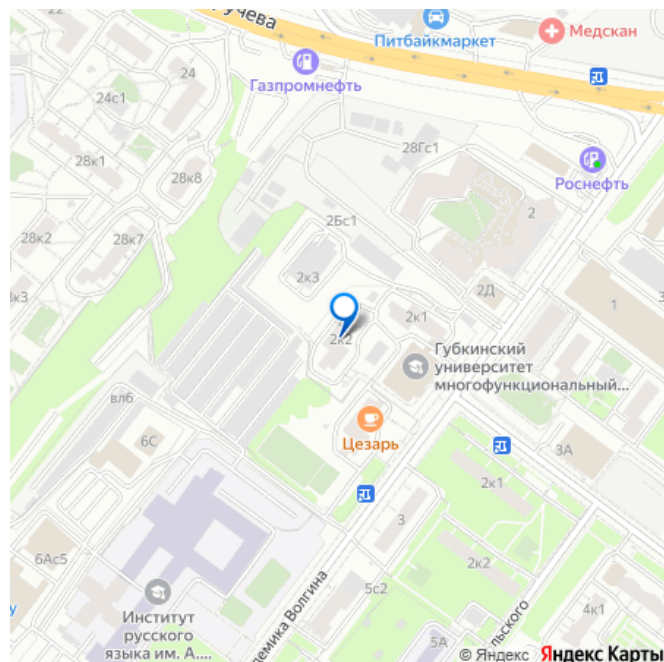 22
учева
Питбайкмаркет
Медскан
24
Газпромнефть
24с1
28Гс1
28к1
28к8
Роснефть
2
2Бс1
28к2
28к7
2к3
2Д
к3
1
2к1
2к2
Губкинский
университет
многофункциональный...
вл6
6С
Цезарь
3А
2к1
3
6Ас5
2к2
5с2
Институт
русского
языка им. А....
у
демика Волгина
льского
4к1
5А
© Яндекс Яндекс Карты